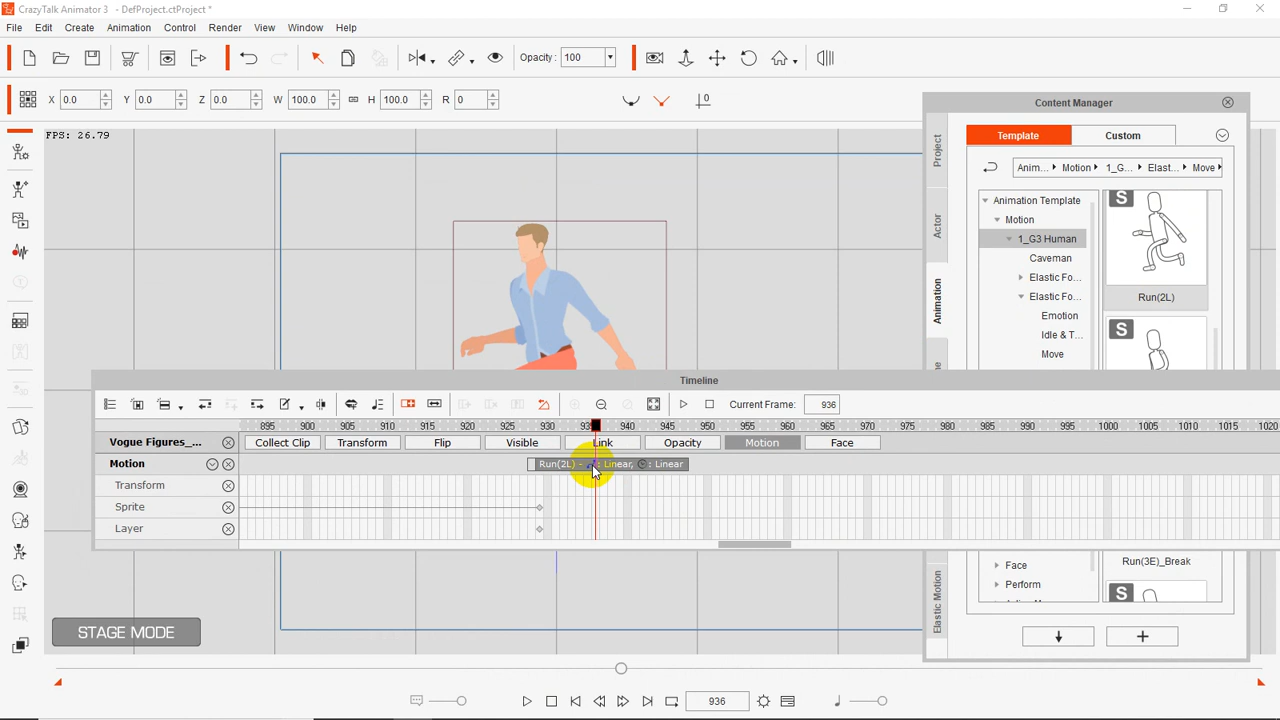 CrazyTalk Animator 3 - DefProject.ctProject *
File Edit Create Animation Control Render View Window Help
Opacity : 100
X 0.0 Y 0.0 Z 0.0 W 100.0 H 100.0 R 0
FPS: 26.79
Content Manager
Template Custom
Anim... Motion 1_G... Elast... Move
Project
Actor
Animation
Elastic Motion
Animation Template
Motion
1_G3 Human
Caveman
Elastic Fo...
Elastic Fo...
Emotion
Idle & T...
Move
Face
Perform
S
Run(2L)
S
Run(3E)_Break
S
Timeline
Current Frame: 936
895 900 905 910 915 920 925 930 935 940 945 950 955 960 965 970 975 980 985 990 995 1000 1005 1010 1015 1020
Vogue Figures_... Collect Clip Transform Flip Visible Link Opacity Motion Face
Motion Run(2L) - : Linear, : Linear
Transform
Sprite
Layer
STAGE MODE
936